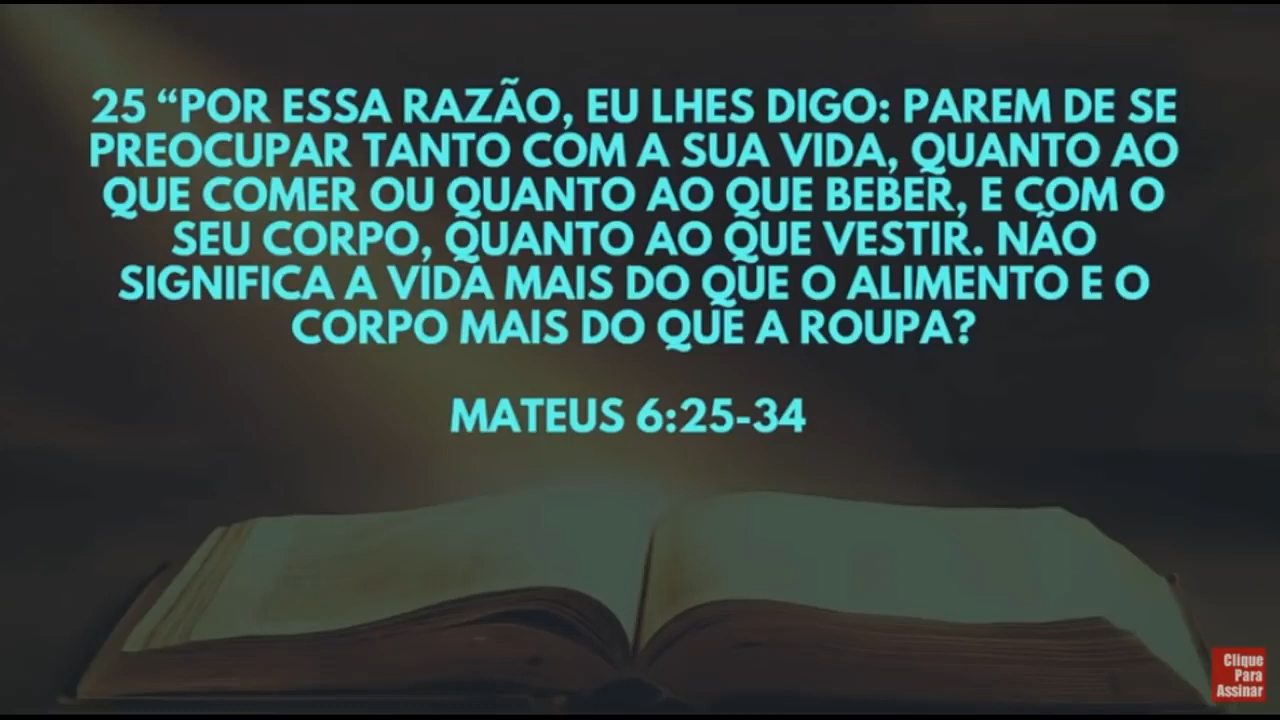 25 “POR ESSA RAZÃO, EU LHES DIGO: PAREM DE SE
PREOCUPAR TANTO COM A SUA VIDA, QUANTO AO
QUE COMER OU QUANTO AO QUE BEBER, E COM O
SEU CORPO, QUANTO AO QUE VESTIR. NÃO
SIGNIFICA A VIDA MAIS DO QUE O ALIMENTO E O
CORPO MAIS DO QUE A ROUPA?
MATEUS 6:25-34
Clique
Para
Assinar